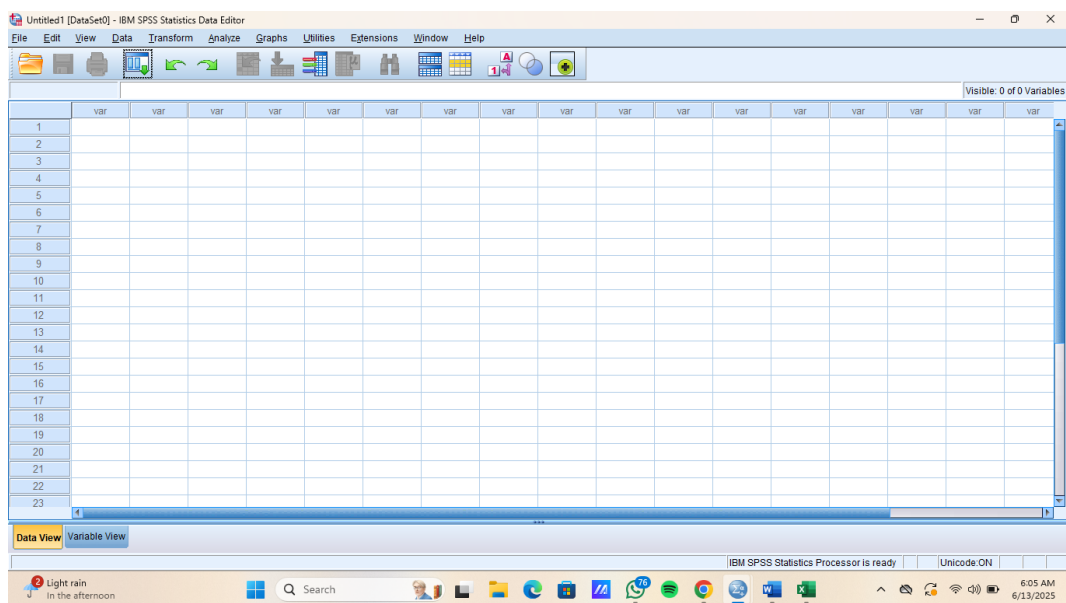 Untitled1 [DataSet0] - IBM SPSS Statistics Data Editor
File Edit View Data Transform Analyze Graphs Utilities Extensions Window Help
Visible: 0 of 0 Variables
var var var var var var var var var var var var var var var var var
1
2
3
4
5
6
7
8
9
10
11
12
13
14
15
16
17
18
19
20
21
22
23
Data View Variable View
IBM SPSS Statistics Processor is ready Unicode:ON
2 Light rain
In the afternoon
Search
76
6:05 AM
6/13/2025